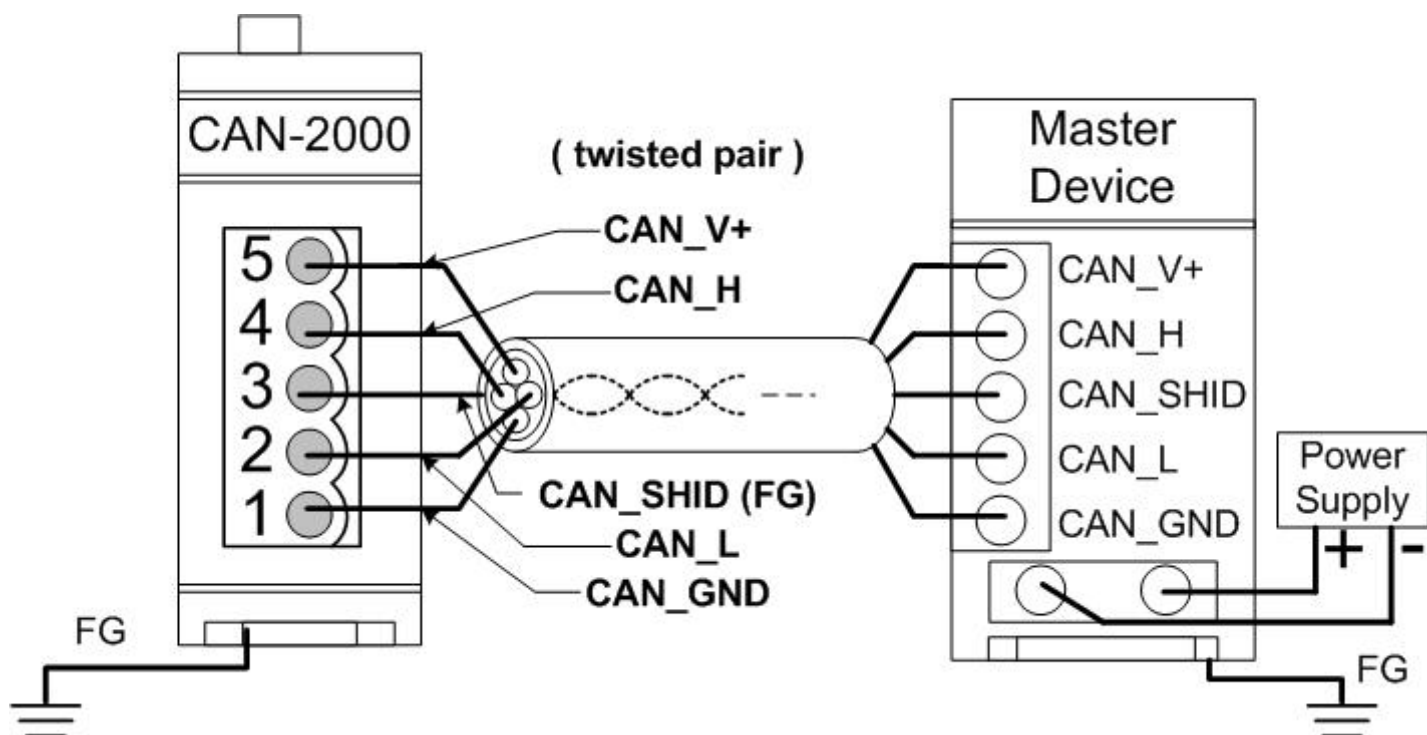 CAN-2000
( twisted pair )
5
4
3
2
1
CAN_V+
CAN_H
CAN_SHID (FG)
CAN_L
CAN_GND
FG
Master
Device
CAN_V+
CAN_H
CAN_SHID
CAN_L
CAN_GND
Power
Supply
+ -
FG